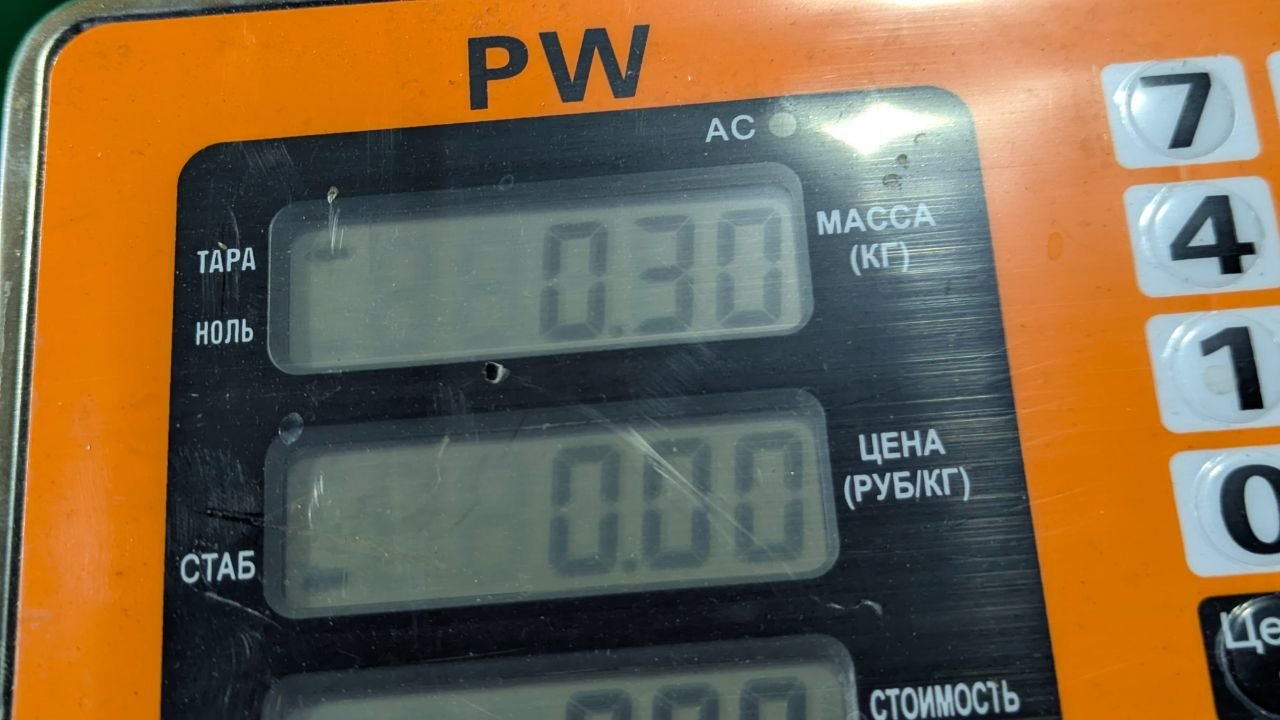 PW
AC
7
ТАРА
0.30
МАССА
(КГ)
4
НОЛЬ
1
0.00
ЦЕНА
(РУБ/КГ)
0
СТАБ
Це
СТОИМОСТЬ